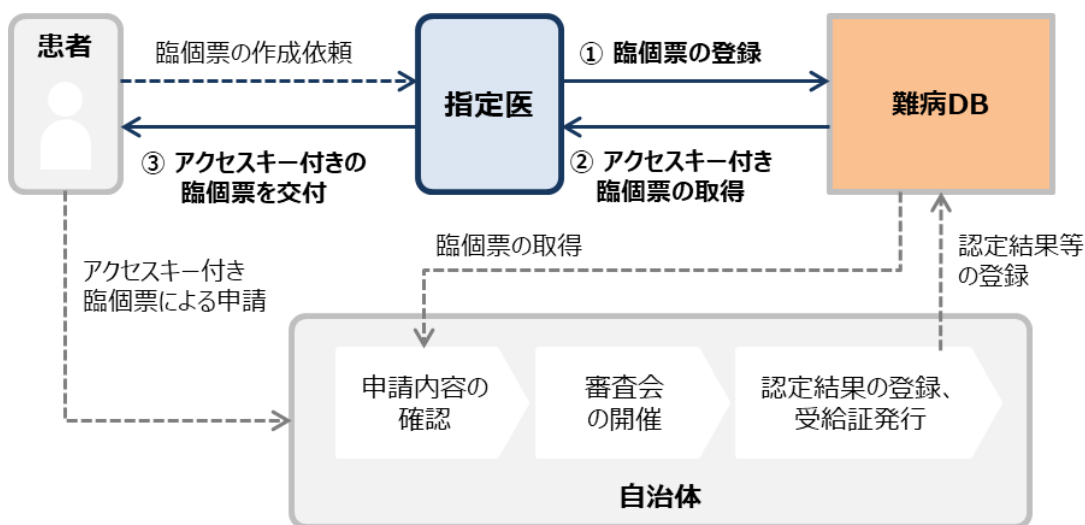 患者
臨個票の作成依頼
指定医
① 臨個票の登録
難病DB
③ アクセスキー付きの
臨個票を交付
② アクセスキー付き
臨個票の取得
アクセスキー付き
臨個票による申請
臨個票の取得
認定結果等
の登録
申請内容の
確認
審査会
の開催
認定結果の登録、
受給証発行
自治体